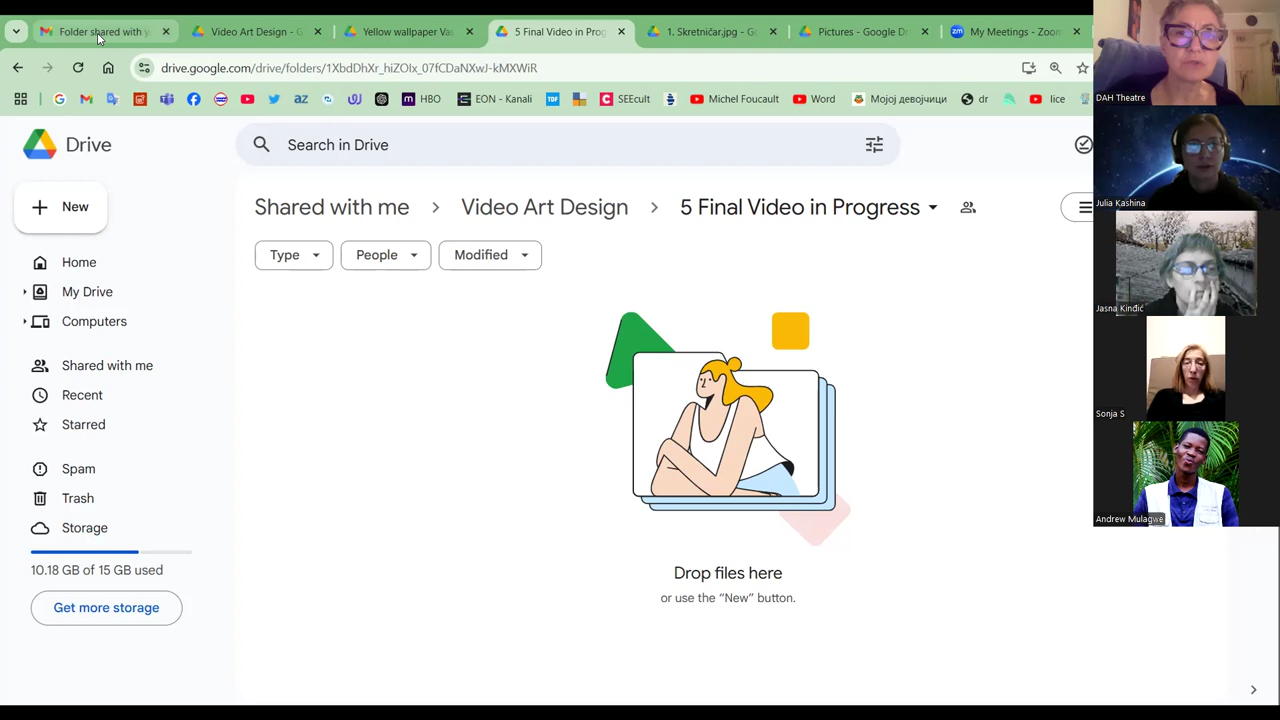 Folder shared with y
Video Art Design - G
Yellow wallpaper Vas
5 Final Video in Prog
1. Skretničar.jpg - Goo
Pictures - Google Dr
My Meetings - Zoom
drive.google.com/drive/folders/1XbdDhXr_hiZOIx_07fCDaNXwJ-kMXWiR
HBO
EON - Kanali
SEEcult
Michel Foucault
Word
Мојој девојчици
dr
lice
DAH Theatre
Drive
Search in Drive
New
Shared with me
Video Art Design
5 Final Video in Progress
Julia Kashina
Type
People
Modified
Home
My Drive
Computers
Jasna Kinđić
Shared with me
Recent
Starred
Sonja S
Spam
Trash
Storage
10.18 GB of 15 GB used
Get more storage
Andrew Mulagwe
Drop files here
or use the “New” button.